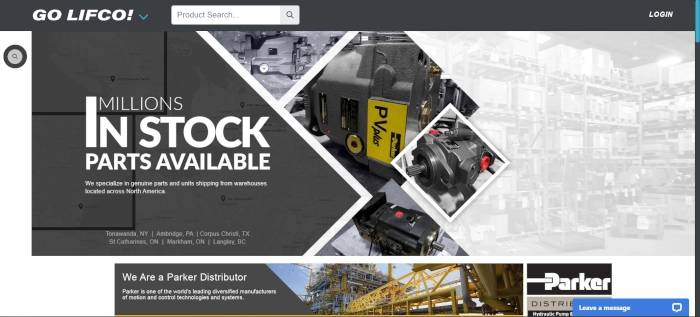 GO LIFCO!
Product Search...
LOGIN
MILLIONS
IN STOCK
PARTS AVAILABLE
We specialize in genuine parts and units shipping from warehouses
located across North America.
Tonawanda, NY | Ambridge, PA | Corpus Christi, TX
St Catharines, ON | Markham, ON | Langley, BC
PVplus
Parker
We Are a Parker Distributor
Parker is one of the world's leading diversified manufacturers
of motion and control technologies and systems.
Parker
Hydraulic Pump
Leave a message